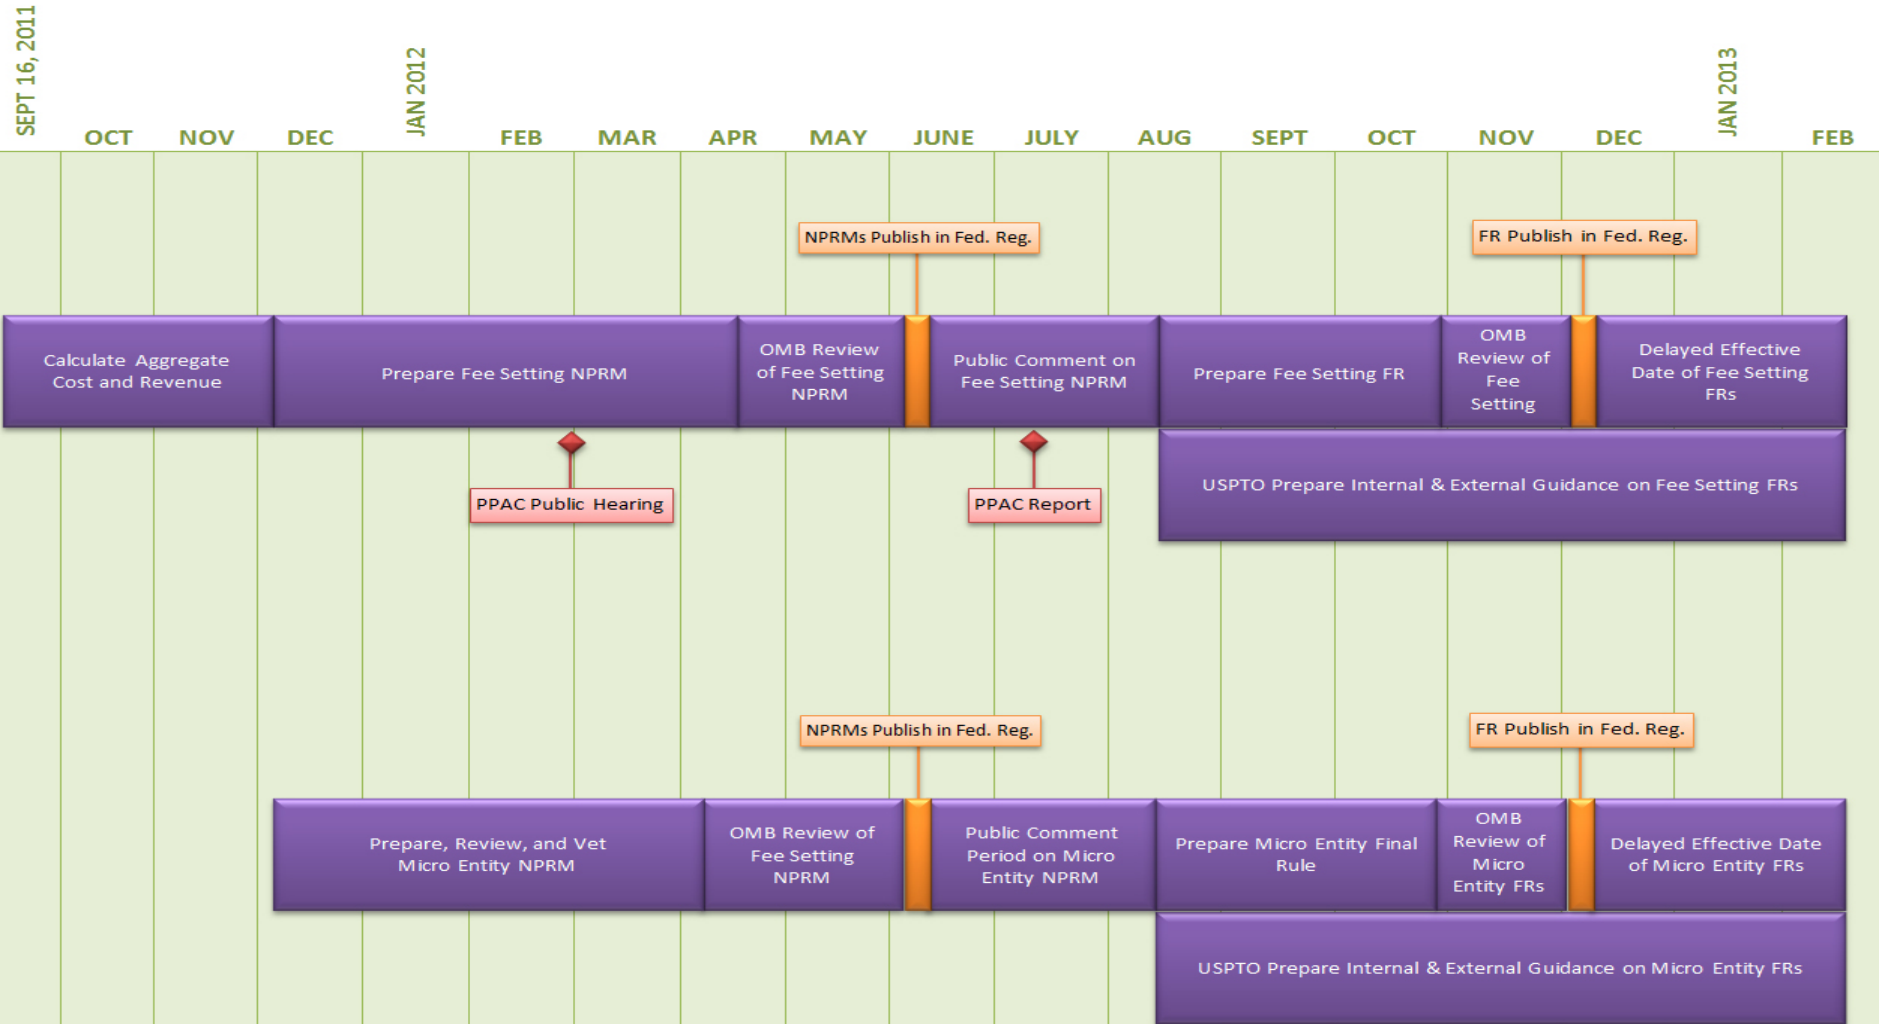 SEPT 16, 2011
OCT
NOV
DEC
JAN 2012
FEB
MAR
APR
MAY
JUNE
JULY
AUG
SEPT
OCT
NOV
DEC
JAN 2013
FEB
NPRMs Publish in Fed. Reg.
FR Publish in Fed. Reg.
Calculate Aggregate
Cost and Revenue
Prepare Fee Setting NPRM
OMB Review
of Fee Setting
NPRM
Public Comment on
Fee Setting NPRM
Prepare Fee Setting FR
OMB
Review of
Fee
Setting
Delayed Effective
Date of Fee Setting
FRs
PPAC Public Hearing
PPAC Report
USPTO Prepare Internal & External Guidance on Fee Setting FRs
NPRMs Publish in Fed. Reg.
FR Publish in Fed. Reg.
Prepare, Review, and Vet
Micro Entity NPRM
OMB Review of
Fee Setting
NPRM
Public Comment
Period on Micro
Entity NPRM
Prepare Micro Entity Final
Rule
OMB
Review of
Micro
Entity FRs
Delayed Effective Date
of Micro Entity FRs
USPTO Prepare Internal & External Guidance on Micro Entity FRs